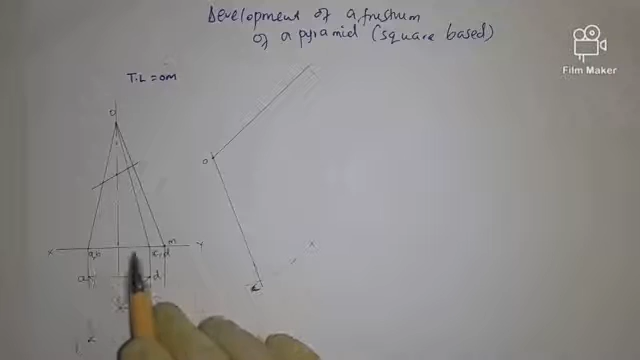 Development of a frustum
of a pyramid (square based)
Film Maker
T.L = OM
O
O
X
a,b
c,d
m
Y
a
d